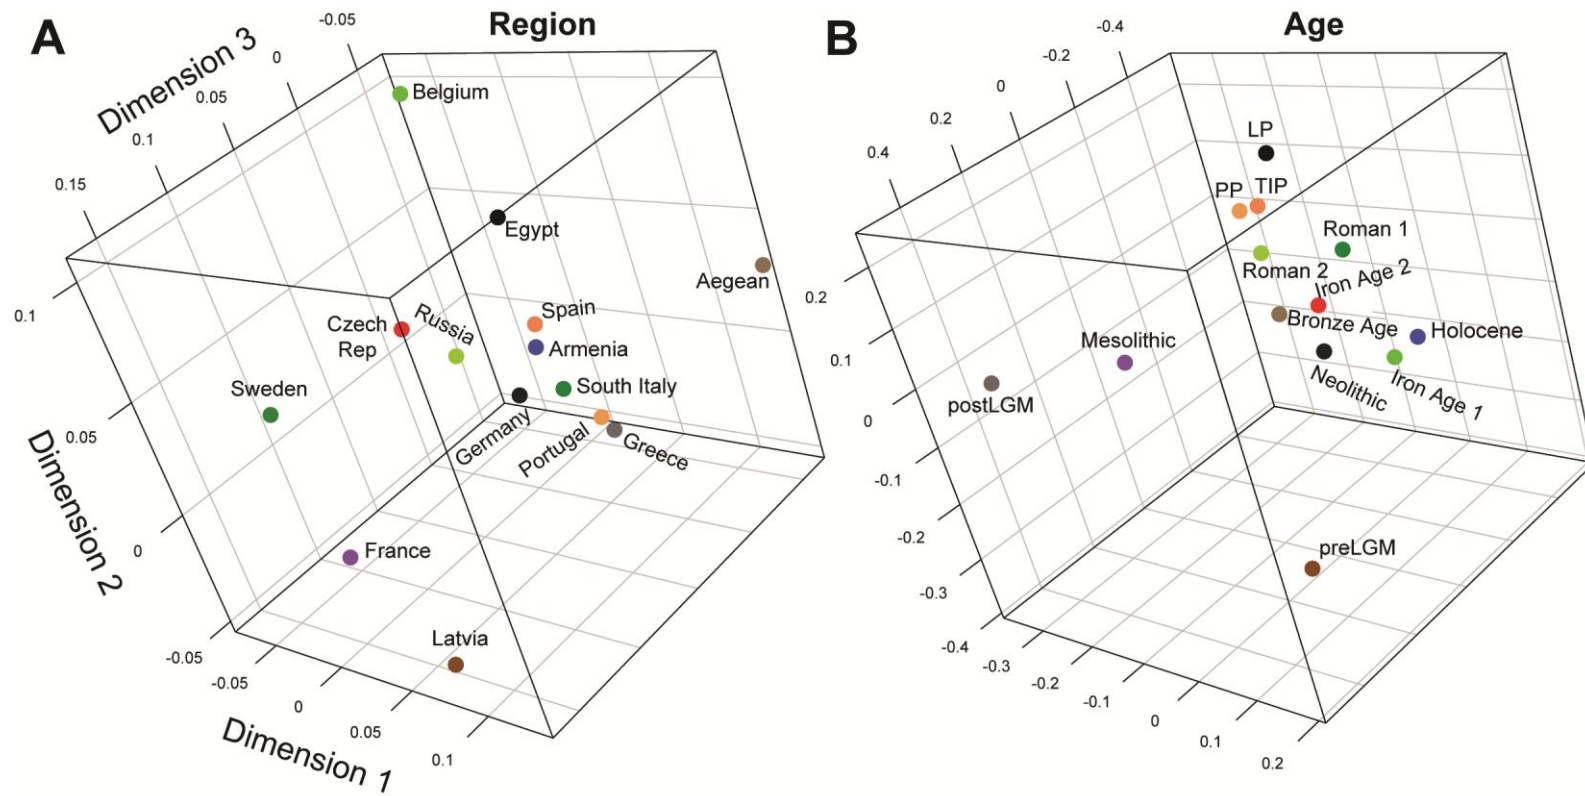 A
Region
Dimension 3
-0.05
0
0.05
0.1
0.15
Belgium
Egypt
Aegean
Spain
Czech
Rep
Russia
Armenia
Sweden
South Italy
Germany
Portugal
Greece
France
Latvia
0.1
0.05
0
-0.05
Dimension 2
-0.05
0
0.05
0.1
Dimension 1
B
Age
-0.4
-0.2
0
0.2
0.4
LP
PP
TIP
Roman 1
Roman 2
Iron Age 2
Bronze Age
Holocene
Mesolithic
postLGM
Neolithic
Iron Age 1
preLGM
0.2
0.1
0
-0.1
-0.2
-0.3
-0.4
-0.3
-0.2
-0.1
0
0.1
0.2